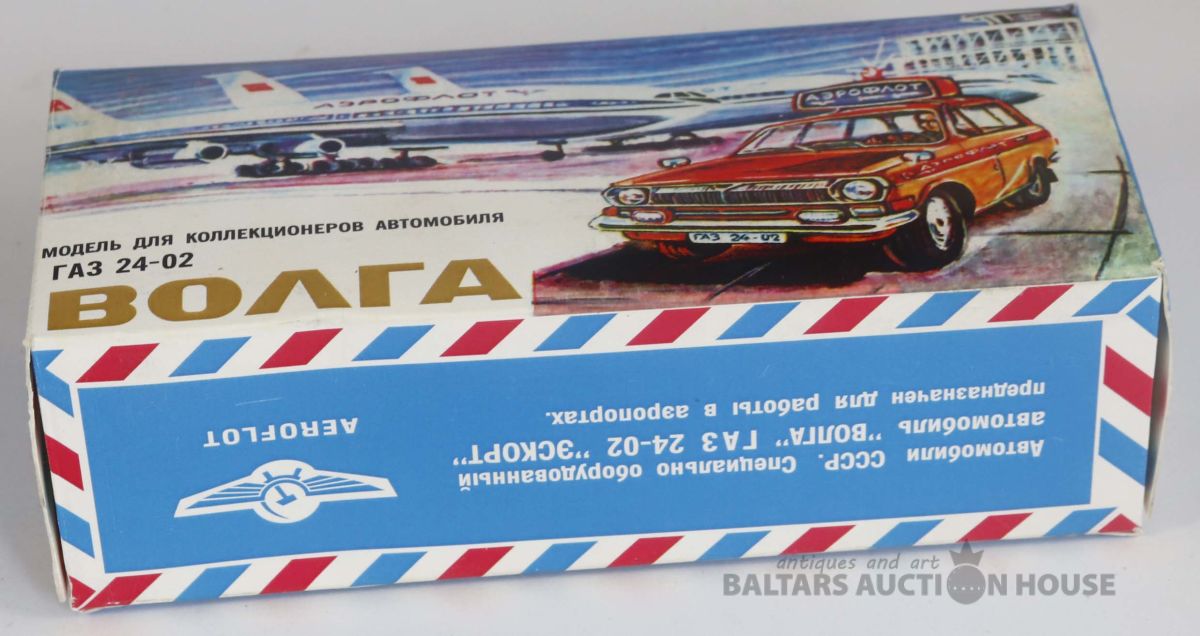 АЭРОФЛОТ
АЭРОФЛОТ
Аэрофлот
ГАЗ 24-02
МОДЕЛЬ ДЛЯ КОЛЛЕКЦИОНЕРОВ АВТОМОБИЛЯ
ГАЗ 24-02
ВОЛГА
Автомобили СССР. Специально оборудованный
автомобиль "ВОЛГА" ГАЗ 24-02 "ЭСКОРТ"
предназначен для работы в аэропортах.
AEROFLOT
antiques and art
BALTARS AUCTION HOUSE